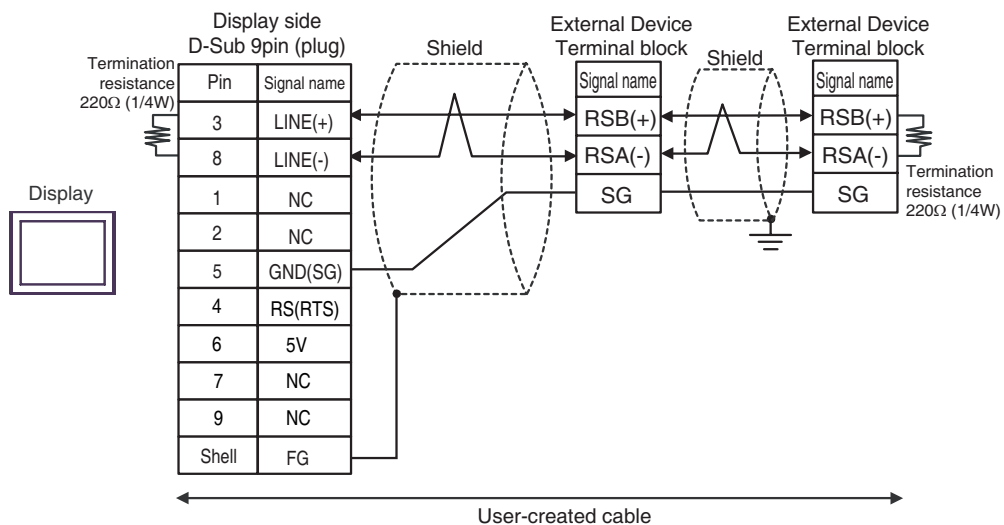 Display side
D-Sub 9pin (plug)
Shield
External Device
Terminal block
Shield
External Device
Terminal block
Termination
resistance
220Ω (1/4W)
Pin Signal name
3 LINE(+)
8 LINE(-)
1 NC
2 NC
5 GND(SG)
4 RS(RTS)
6 5V
7 NC
9 NC
Shell FG
Display
Signal name
RSB(+)
RSA(-)
SG
Signal name
RSB(+)
RSA(-)
SG
Termination
resistance
220Ω (1/4W)
User-created cable